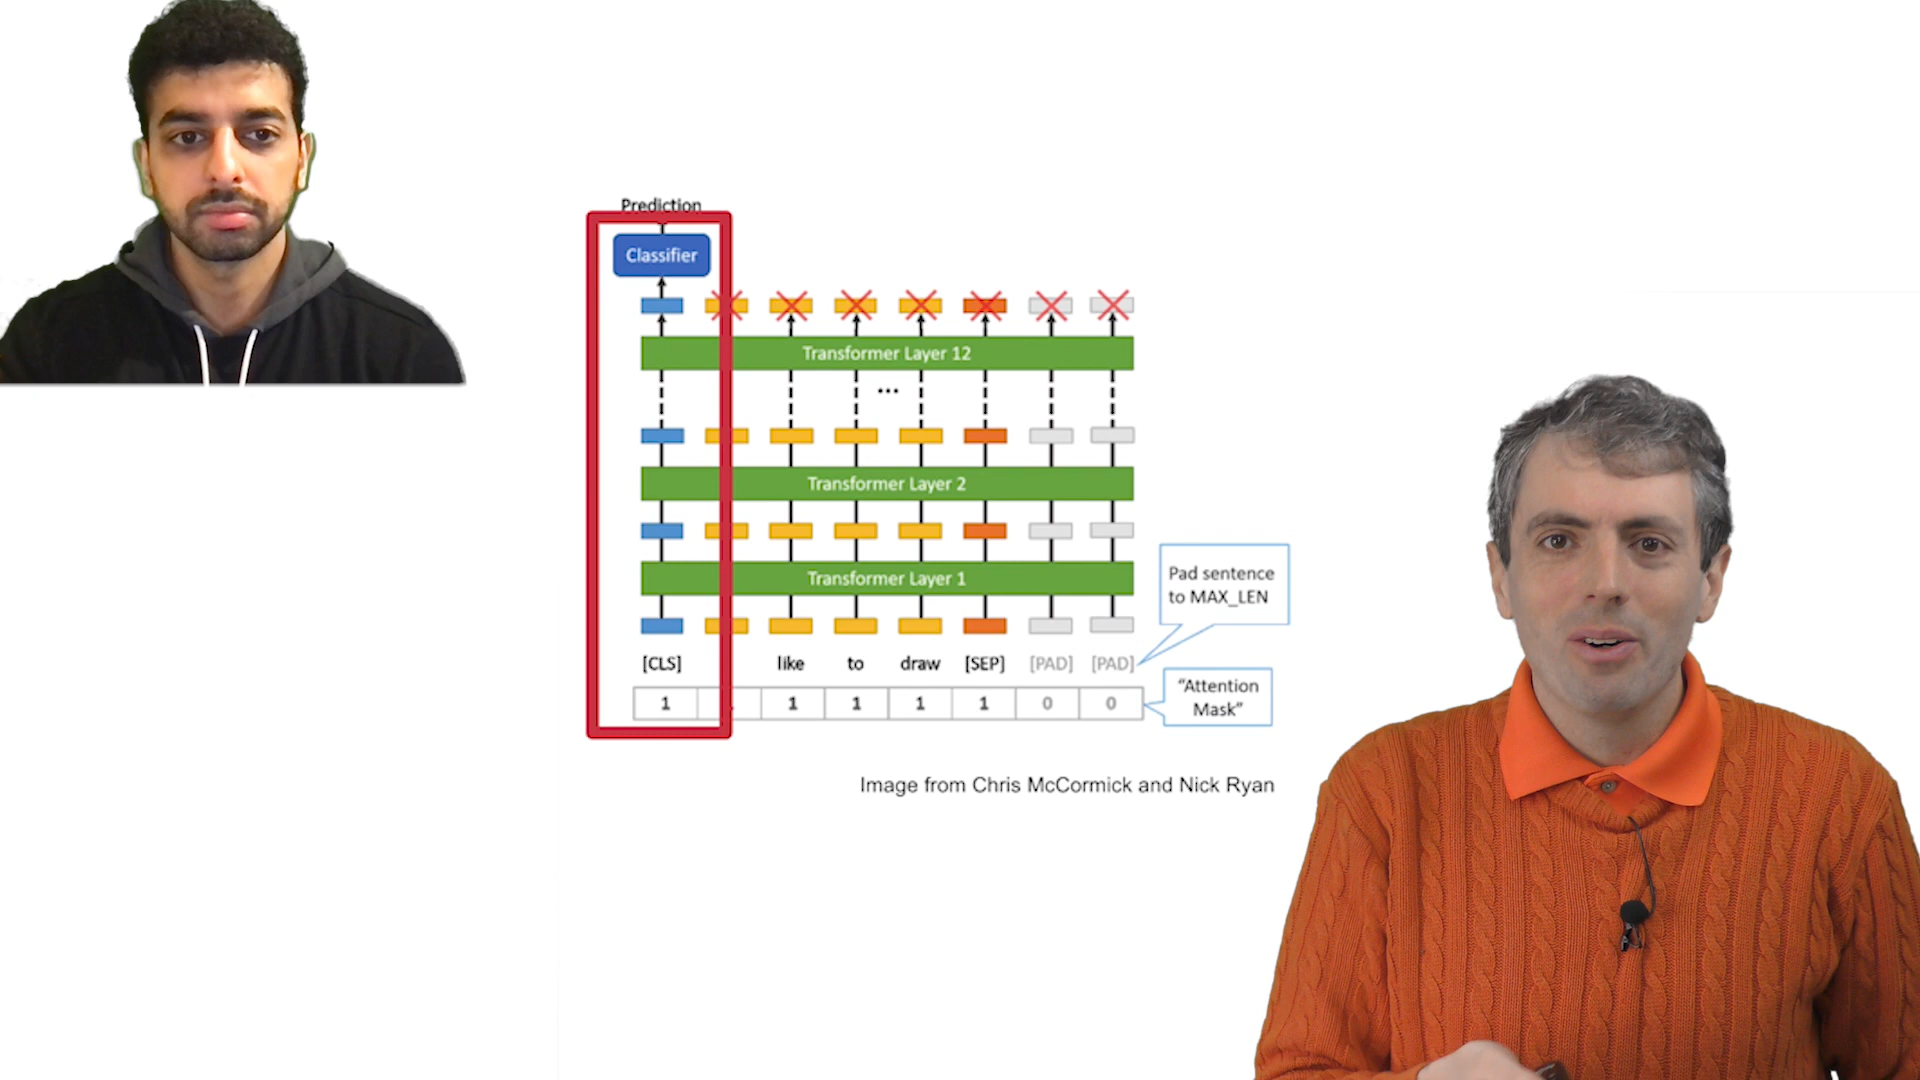 Prediction
Classifier
Transformer Layer 12
...
Transformer Layer 2
Transformer Layer 1
Pad sentence
to MAX_LEN
[CLS] like to draw [SEP] [PAD] [PAD]
1 1 1 1 1 0 0
"Attention
Mask"
Image from Chris McCormick and Nick Ryan